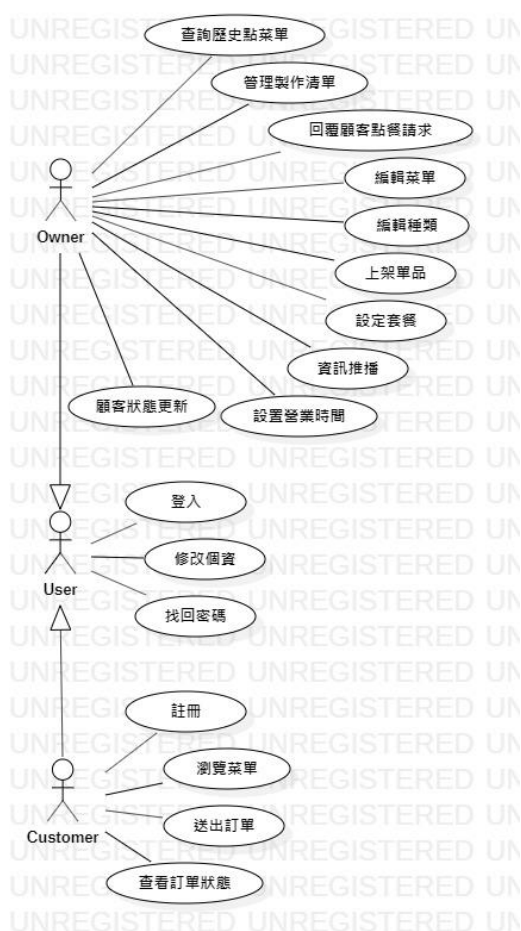 查詢歷史點菜單
管理製作清單
回覆顧客點餐請求
編輯菜單
Owner
編輯種類
上架單品
設定套餐
資訊推播
顧客狀態更新
設置營業時間
登入
修改個資
User
找回密碼
註冊
瀏覽菜單
送出訂單
Customer
查看訂單狀態
UNREGISTERED